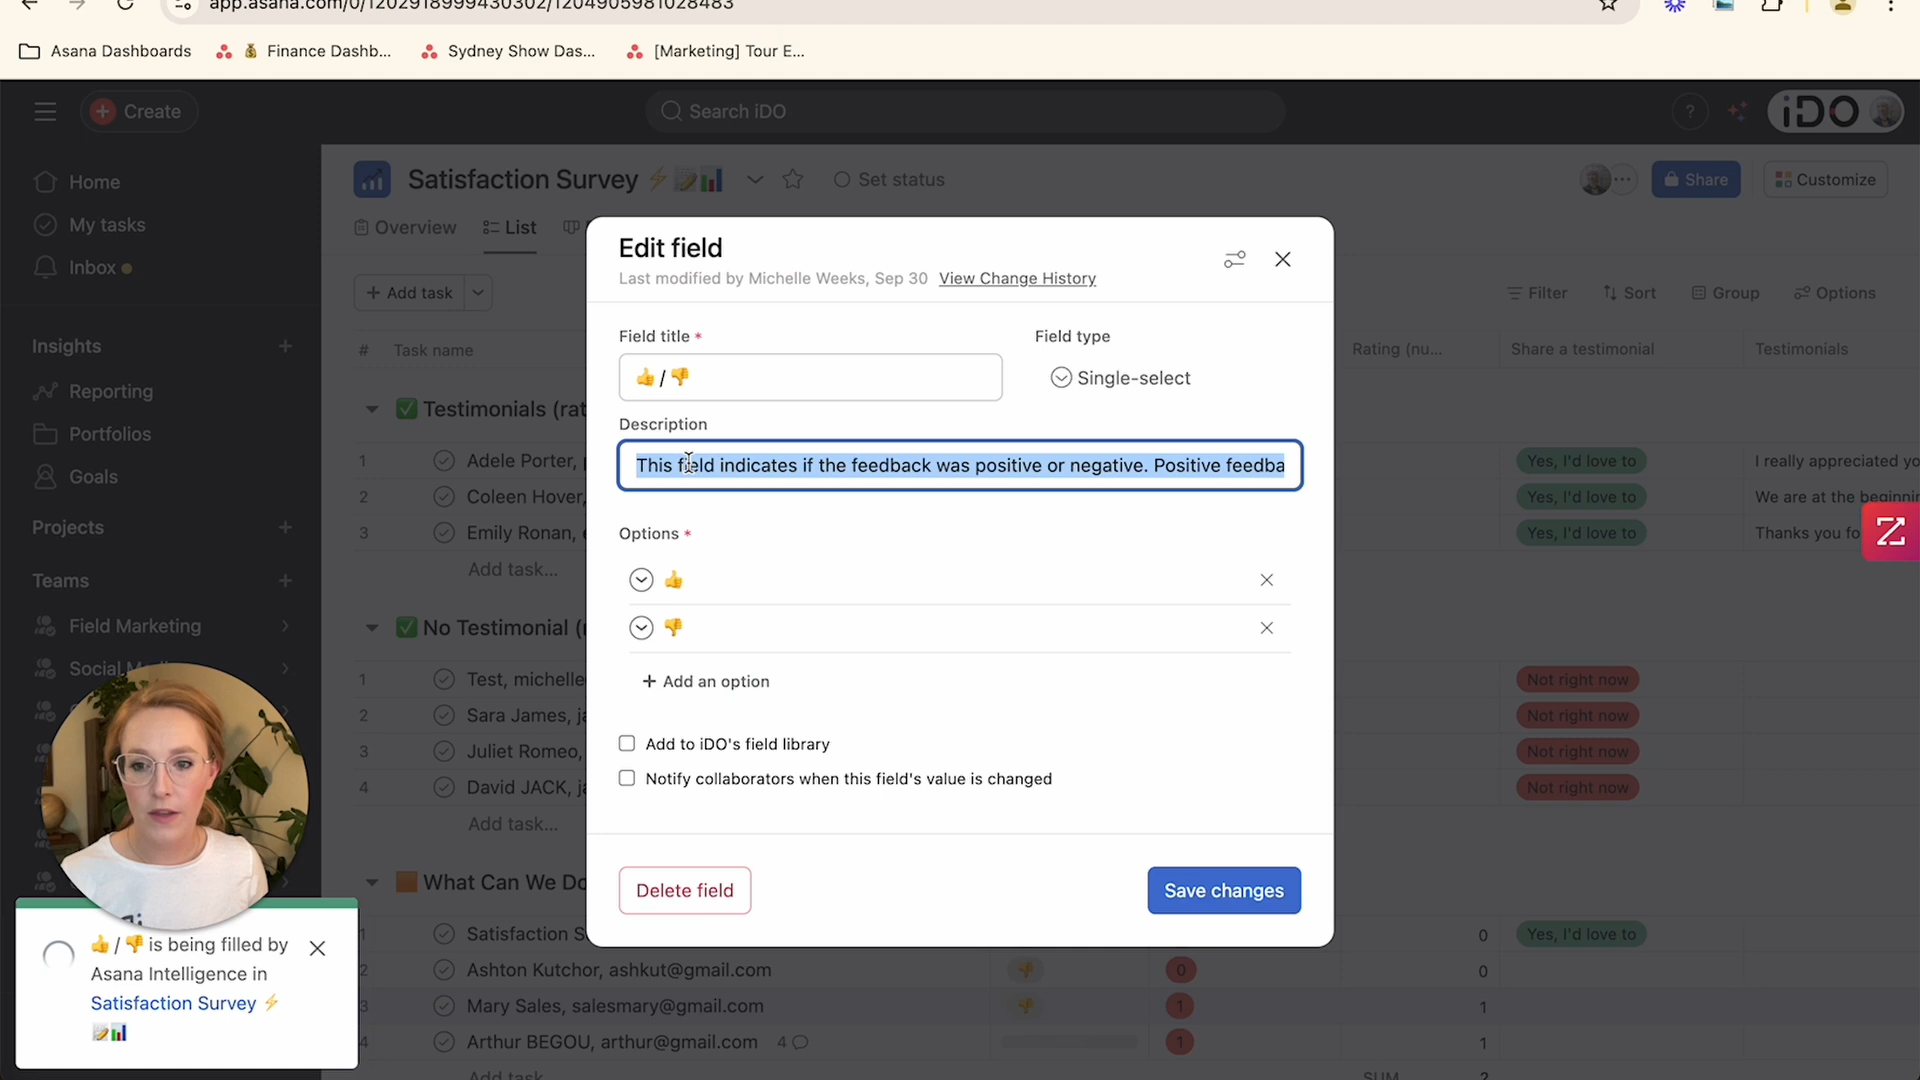 app.asana.com/0/1202918999430302/1204905981028483
Asana Dashboards
💰 Finance Dashb...
Sydney Show Das...
[Marketing] Tour E...
Create
Search iDO
?
iDO
Home
My tasks
Inbox
Insights
Reporting
Portfolios
Goals
Projects
Teams
Field Marketing
Social
Satisfaction Survey ⚡📝📊
Set status
Share
Customize
Overview
List
+ Add task
Filter
Sort
Group
Options
# Task name
Rating (nu...
Share a testimonial
Testimonials
✅ Testimonials (rat
1 Adele Porter,
Yes, I'd love to
I really appreciated yo
2 Coleen Hover,
Yes, I'd love to
We are at the beginnin
3 Emily Ronan,
Yes, I'd love to
Thanks you fo
Add task...
✅ No Testimonial (
1 Test, michelle
Not right now
2 Sara James, ja
Not right now
3 Juliet Romeo,
Not right now
4 David JACK, ja
Not right now
Add task...
🟧 What Can We Do
Satisfaction S
0
Yes, I'd love to
2 Ashton Kutchor, ashkut@gmail.com 👎 0 0
3 Mary Sales, salesmary@gmail.com 👎 1 1
4 Arthur BEGOU, arthur@gmail.com 4 1 1
Add task
SUM 2
Edit field
Last modified by Michelle Weeks, Sep 30 View Change History
Field title *
👍 / 👎
Field type
Single-select
Description
This field indicates if the feedback was positive or negative. Positive feedba
Options *
👍
👎
+ Add an option
Add to iDO's field library
Notify collaborators when this field's value is changed
Delete field
Save changes
👍 / 👎 is being filled by
Asana Intelligence in
Satisfaction Survey ⚡
📝📊